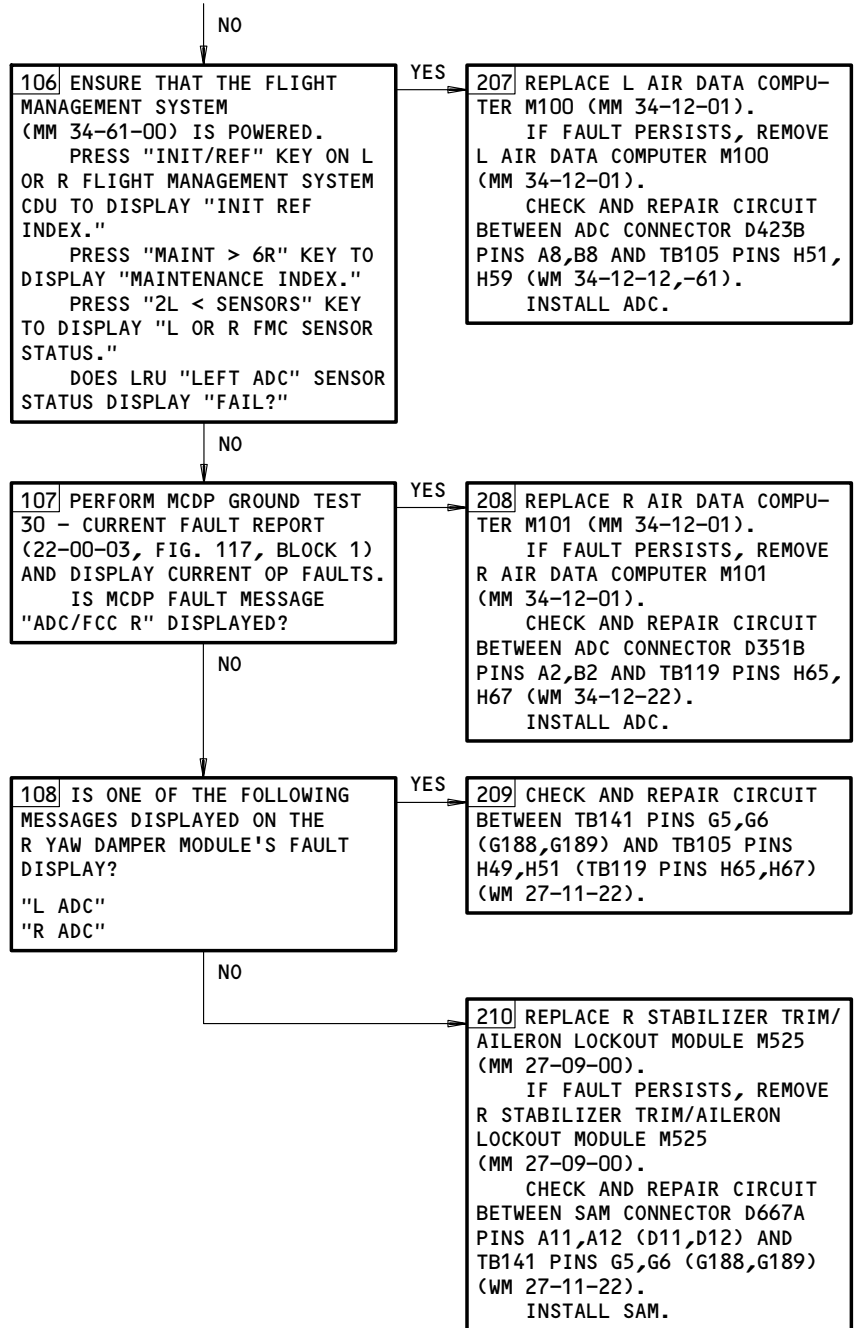 NO
106 ENSURE THAT THE FLIGHT
MANAGEMENT SYSTEM
(MM 34-61-00) IS POWERED.
PRESS "INIT/REF" KEY ON L
OR R FLIGHT MANAGEMENT SYSTEM
CDU TO DISPLAY "INIT REF
INDEX."
PRESS "MAINT > 6R" KEY TO
DISPLAY "MAINTENANCE INDEX."
PRESS "2L < SENSORS" KEY
TO DISPLAY "L OR R FMC SENSOR
STATUS."
DOES LRU "LEFT ADC" SENSOR
STATUS DISPLAY "FAIL?"
YES
207 REPLACE L AIR DATA COMPU-
TER M100 (MM 34-12-01).
IF FAULT PERSISTS, REMOVE
L AIR DATA COMPUTER M100
(MM 34-12-01).
CHECK AND REPAIR CIRCUIT
BETWEEN ADC CONNECTOR D423B
PINS A8,B8 AND TB105 PINS H51,
H59 (WM 34-12-12,-61).
INSTALL ADC.
NO
107 PERFORM MCDP GROUND TEST
30 - CURRENT FAULT REPORT
(22-00-03, FIG. 117, BLOCK 1)
AND DISPLAY CURRENT OP FAULTS.
IS MCDP FAULT MESSAGE
"ADC/FCC R" DISPLAYED?
YES
208 REPLACE R AIR DATA COMPU-
TER M101 (MM 34-12-01).
IF FAULT PERSISTS, REMOVE
R AIR DATA COMPUTER M101
(MM 34-12-01).
CHECK AND REPAIR CIRCUIT
BETWEEN ADC CONNECTOR D351B
PINS A2,B2 AND TB119 PINS H65,
H67 (WM 34-12-22).
INSTALL ADC.
NO
108 IS ONE OF THE FOLLOWING
MESSAGES DISPLAYED ON THE
R YAW DAMPER MODULE'S FAULT
DISPLAY?
"L ADC"
"R ADC"
YES
209 CHECK AND REPAIR CIRCUIT
BETWEEN TB141 PINS G5,G6
(G188,G189) AND TB105 PINS
H49,H51 (TB119 PINS H65,H67)
(WM 27-11-22).
NO
210 REPLACE R STABILIZER TRIM/
AILERON LOCKOUT MODULE M525
(MM 27-09-00).
IF FAULT PERSISTS, REMOVE
R STABILIZER TRIM/AILERON
LOCKOUT MODULE M525
(MM 27-09-00).
CHECK AND REPAIR CIRCUIT
BETWEEN SAM CONNECTOR D667A
PINS A11,A12 (D11,D12) AND
TB141 PINS G5,G6 (G188,G189)
(WM 27-11-22).
INSTALL SAM.